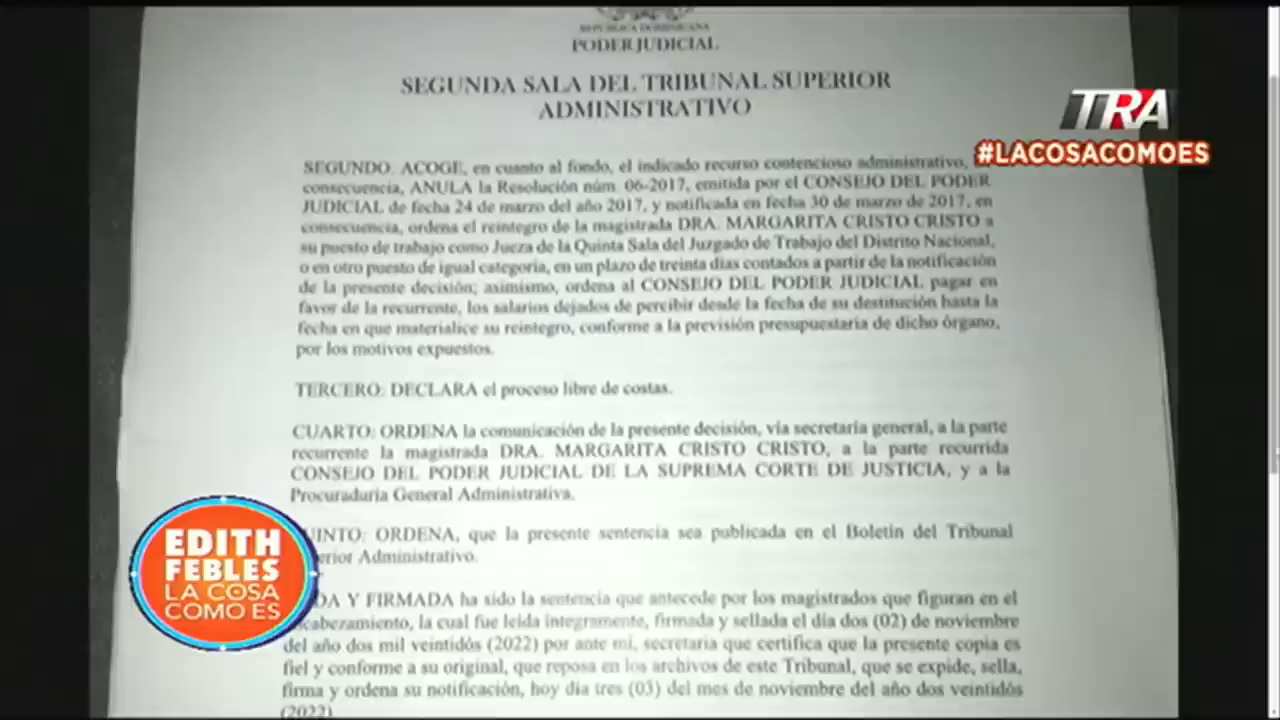 REPÚBLICA DOMINICANA
PODER JUDICIAL
SEGUNDA SALA DEL TRIBUNAL SUPERIOR
ADMINISTRATIVO
TRA
#LACOSACOMOES
SEGUNDO: ACOGE, en cuanto al fondo, el indicado recurso contencioso administrativo,
consecuencia, ANULA la Resolución núm. 06-2017, emitida por el CONSEJO DEL PODER
JUDICIAL de fecha 24 de marzo del año 2017, y notificada en fecha 30 de marzo de 2017, en
consecuencia, ordena el reintegro de la magistrada DRA. MARGARITA CRISTO CRISTO a
su puesto de trabajo como Jueza de la Quinta Sala del Juzgado de Trabajo del Distrito Nacional,
o en otro puesto de igual categoría, en un plazo de treinta días contados a partir de la notificación
de la presente decisión; asimismo, ordena al CONSEJO DEL PODER JUDICIAL pagar en
favor de la recurrente, los salarios dejados de percibir desde la fecha de su destitución hasta la
fecha en que materialice su reintegro, conforme a la previsión presupuestaria de dicho órgano,
por los motivos expuestos.
TERCERO: DECLARA el proceso libre de costas.
CUARTO: ORDENA la comunicación de la presente decisión, vía secretaría general, a la parte
recurrente la magistrada DRA. MARGARITA CRISTO CRISTO, a la parte recurrida
CONSEJO DEL PODER JUDICIAL DE LA SUPREMA CORTE DE JUSTICIA, y a la
Procuraduría General Administrativa.
UINTO: ORDENA, que la presente sentencia sea publicada en el Boletín del Tribunal
erior Administrativo.
DA Y FIRMADA ha sido la sentencia que antecede por los magistrados que figuran en el
cabezamiento, la cual fue leída íntegramente, firmada y sellada el día dos (02) de noviembre
del año dos mil veintidós (2022) por ante mí, secretaria que certifica que la presente copia es
fiel y conforme a su original, que reposa en los archivos de este Tribunal, que se expide, sella,
firma y ordena su notificación, hoy día tres (03) del mes de noviembre del año dos veintidós
(2022)
EDITH
FEBLES
LA COSA
COMO ES